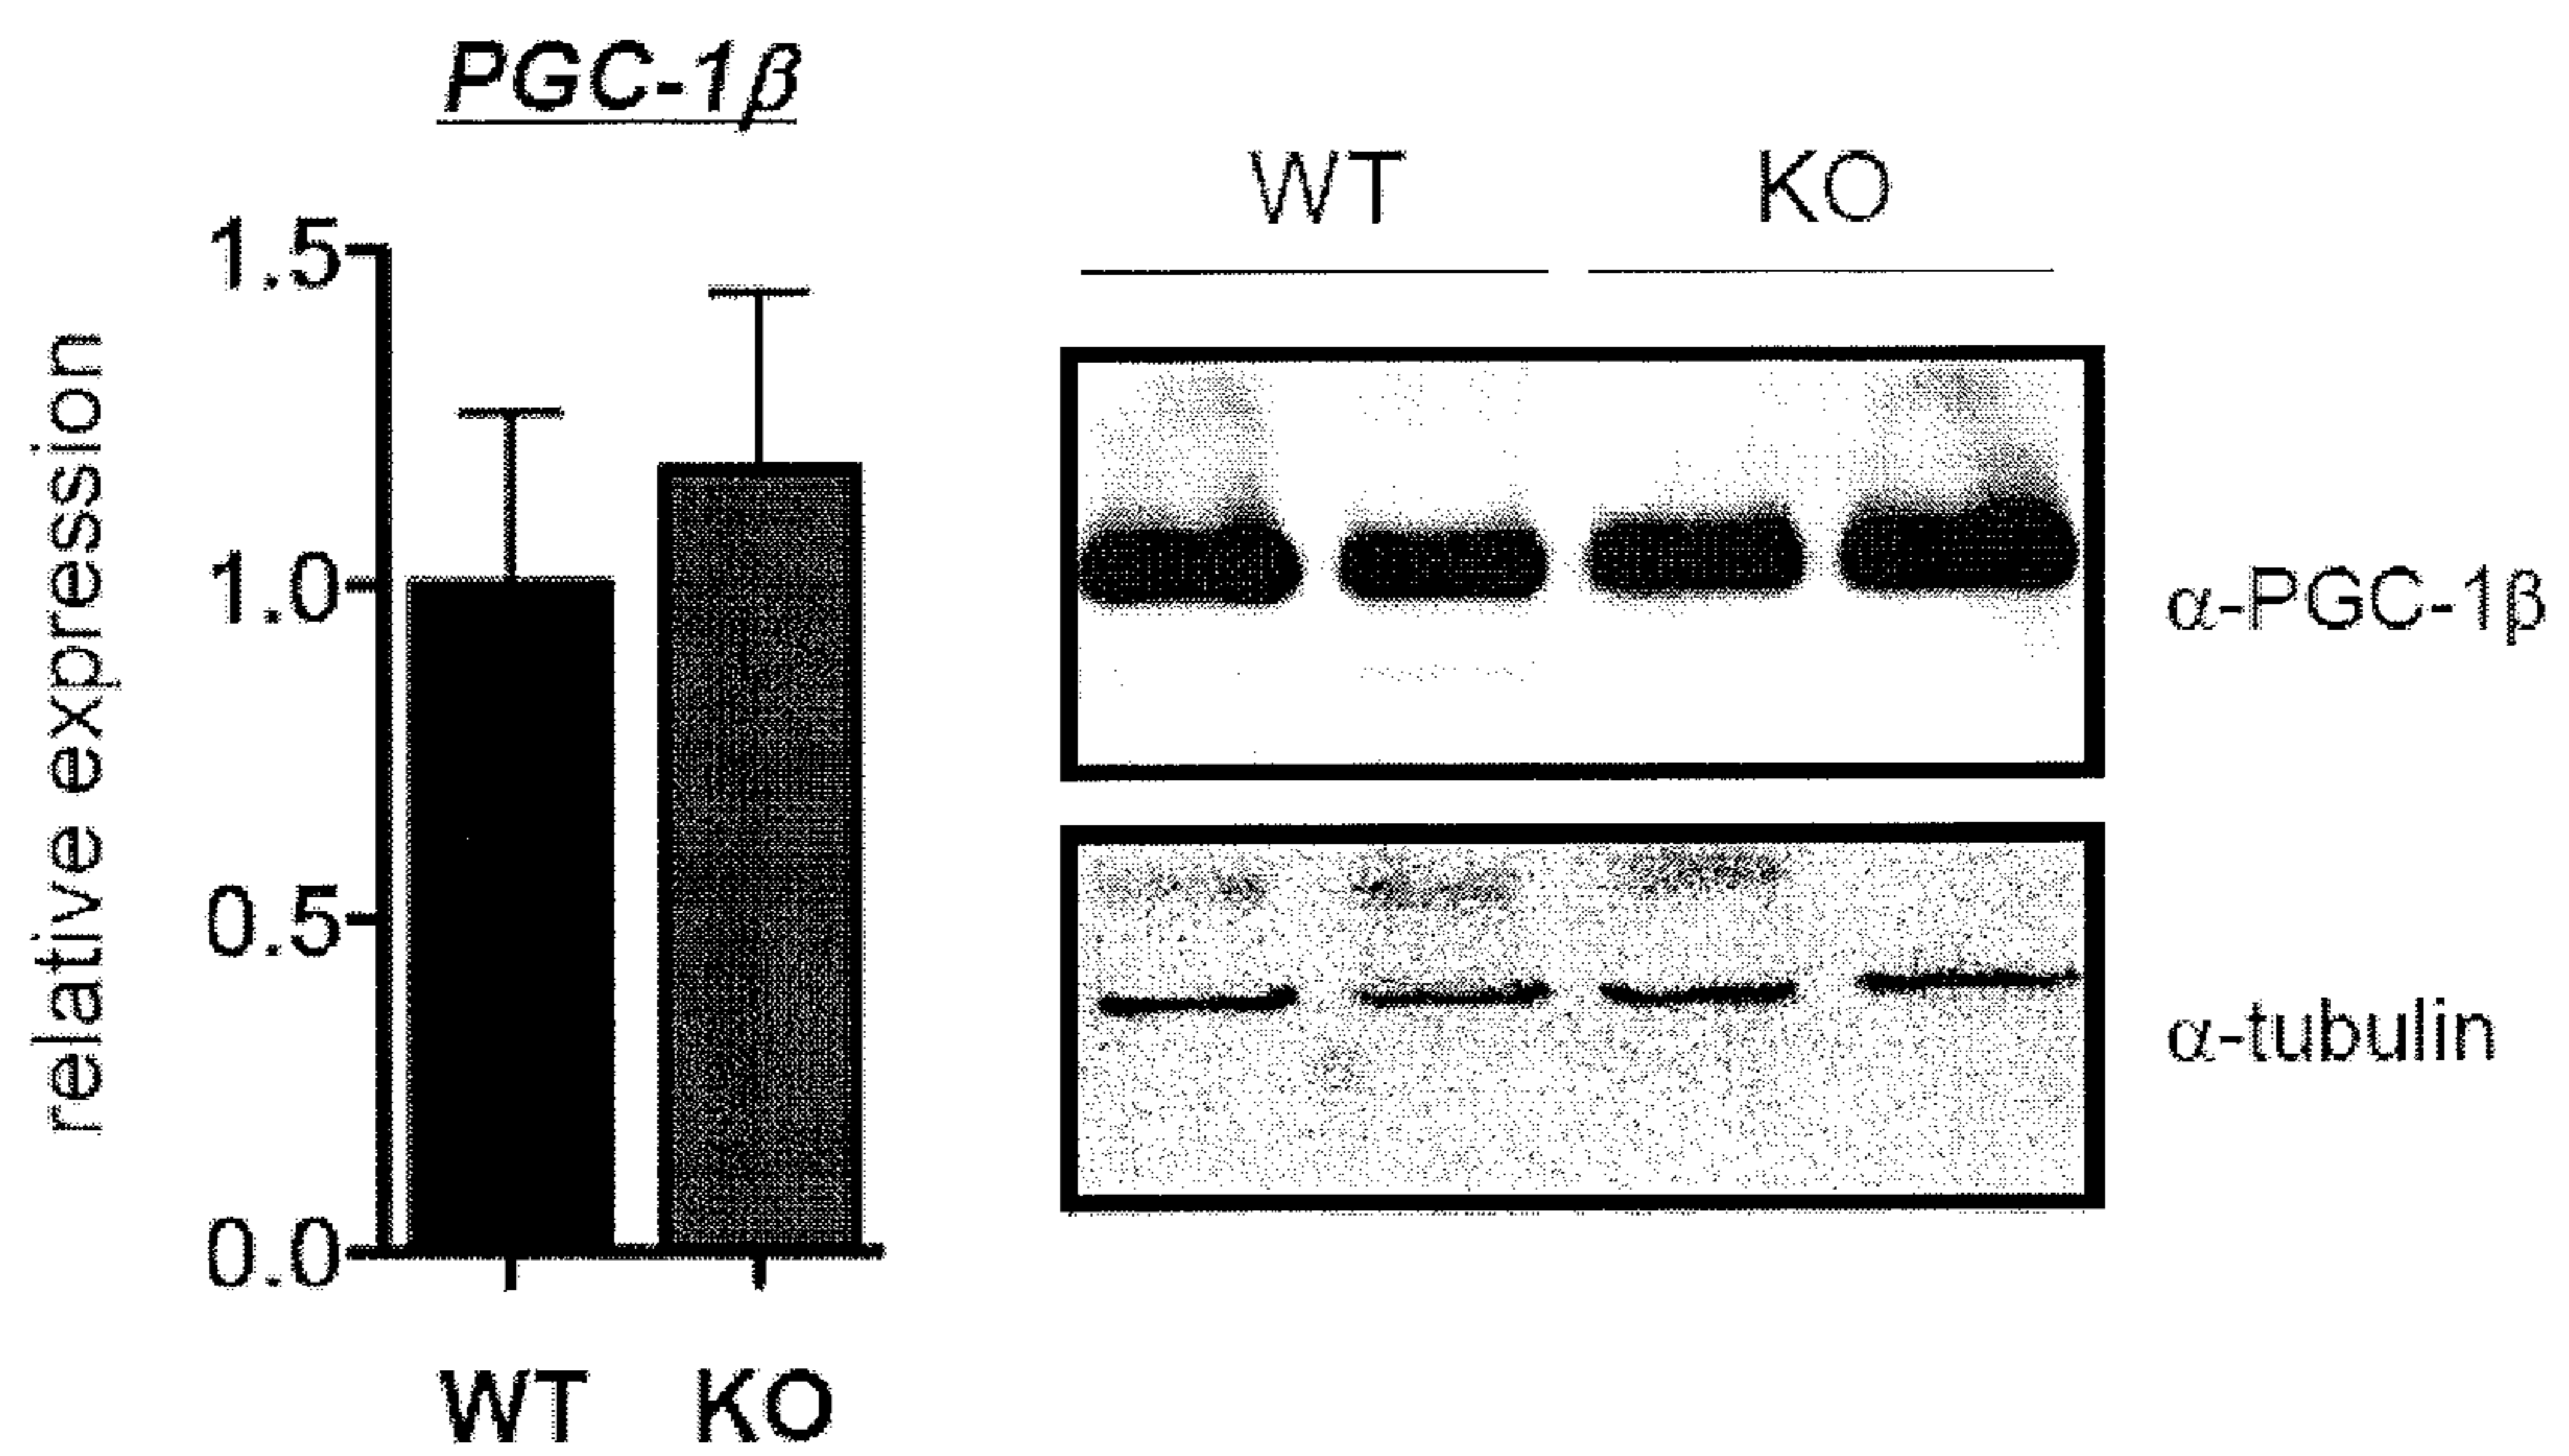 PGC-1β
relative expression
1.5
1.0
0.5
0.0
WT KO
WT KO
α-PGC-1β
α-tubulin